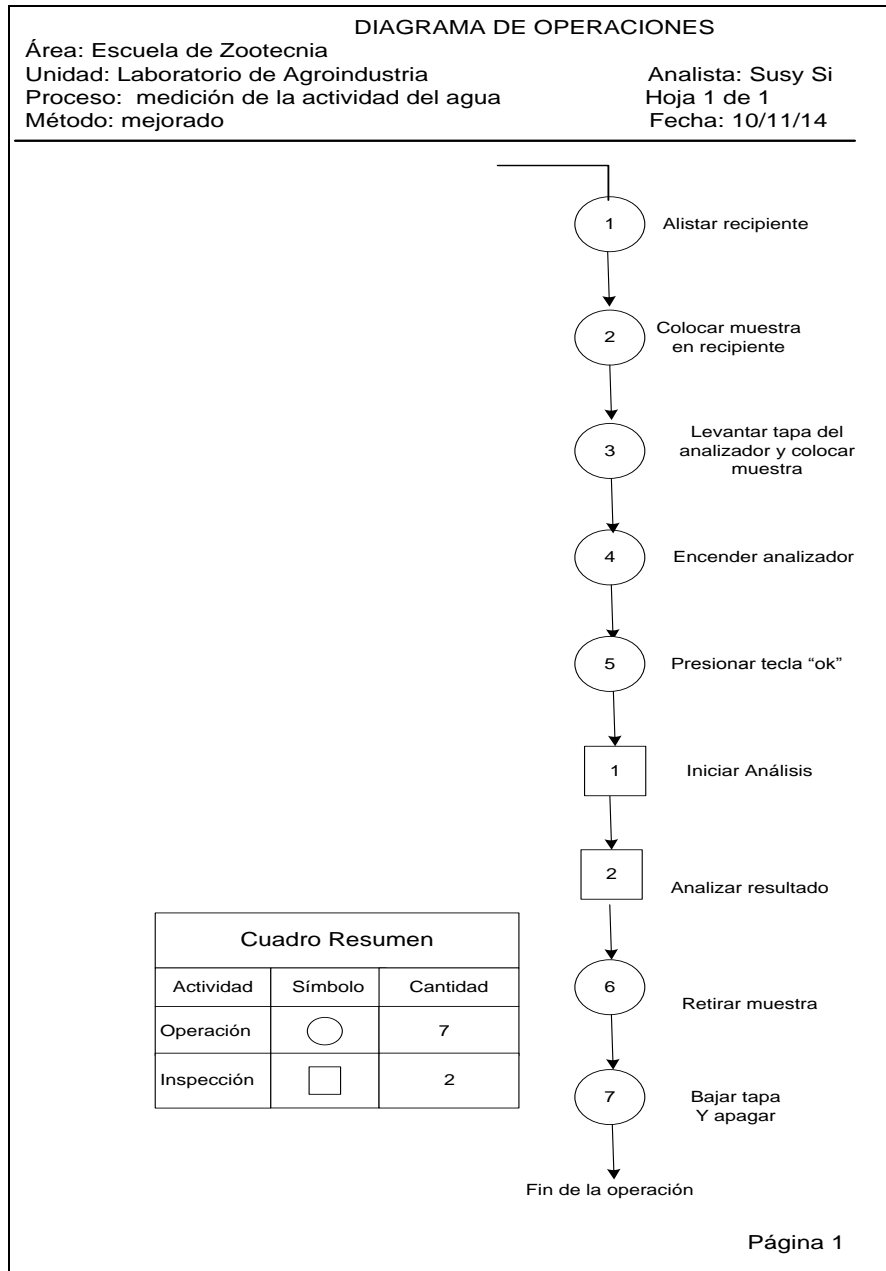 DIAGRAMA DE OPERACIONES
Área: Escuela de Zootecnia
Unidad: Laboratorio de Agroindustria
Analista: Susy Si
Proceso: medición de la actividad del agua
Hoja 1 de 1
Método: mejorado
Fecha: 10/11/14
1
Alistar recipiente
2
Colocar muestra
en recipiente
3
Levantar tapa del
analizador y colocar
muestra
4
Encender analizador
5
Presionar tecla “ok”
1
Iniciar Análisis
2
Analizar resultado
6
Retirar muestra
7
Bajar tapa
Y apagar
Fin de la operación
Cuadro Resumen
Actividad Símbolo Cantidad
Operación 7
Inspección 2
Página 1